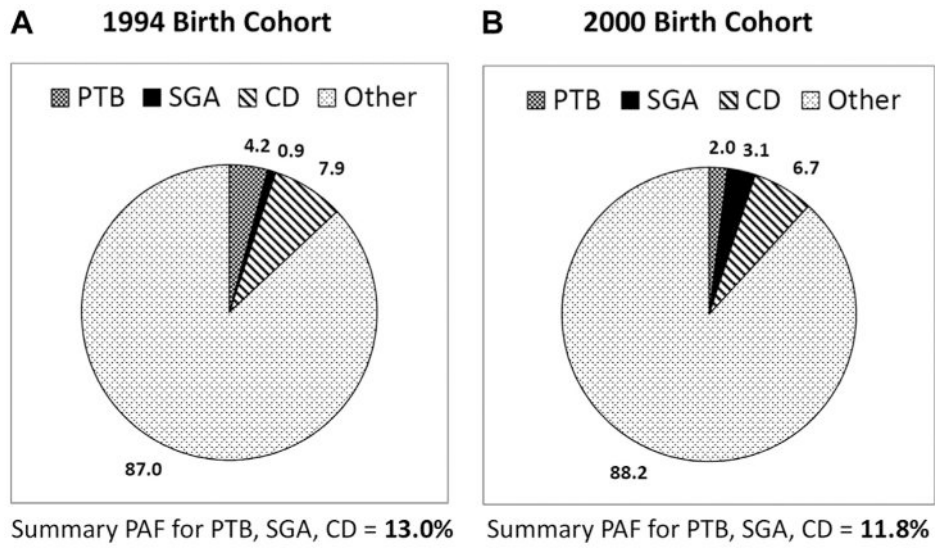 A 1994 Birth Cohort
PTB SGA CD Other
4.2 0.9
7.9
87.0
Summary PAF for PTB, SGA, CD = 13.0%
B 2000 Birth Cohort
PTB SGA CD Other
2.0 3.1
6.7
88.2
Summary PAF for PTB, SGA, CD = 11.8%